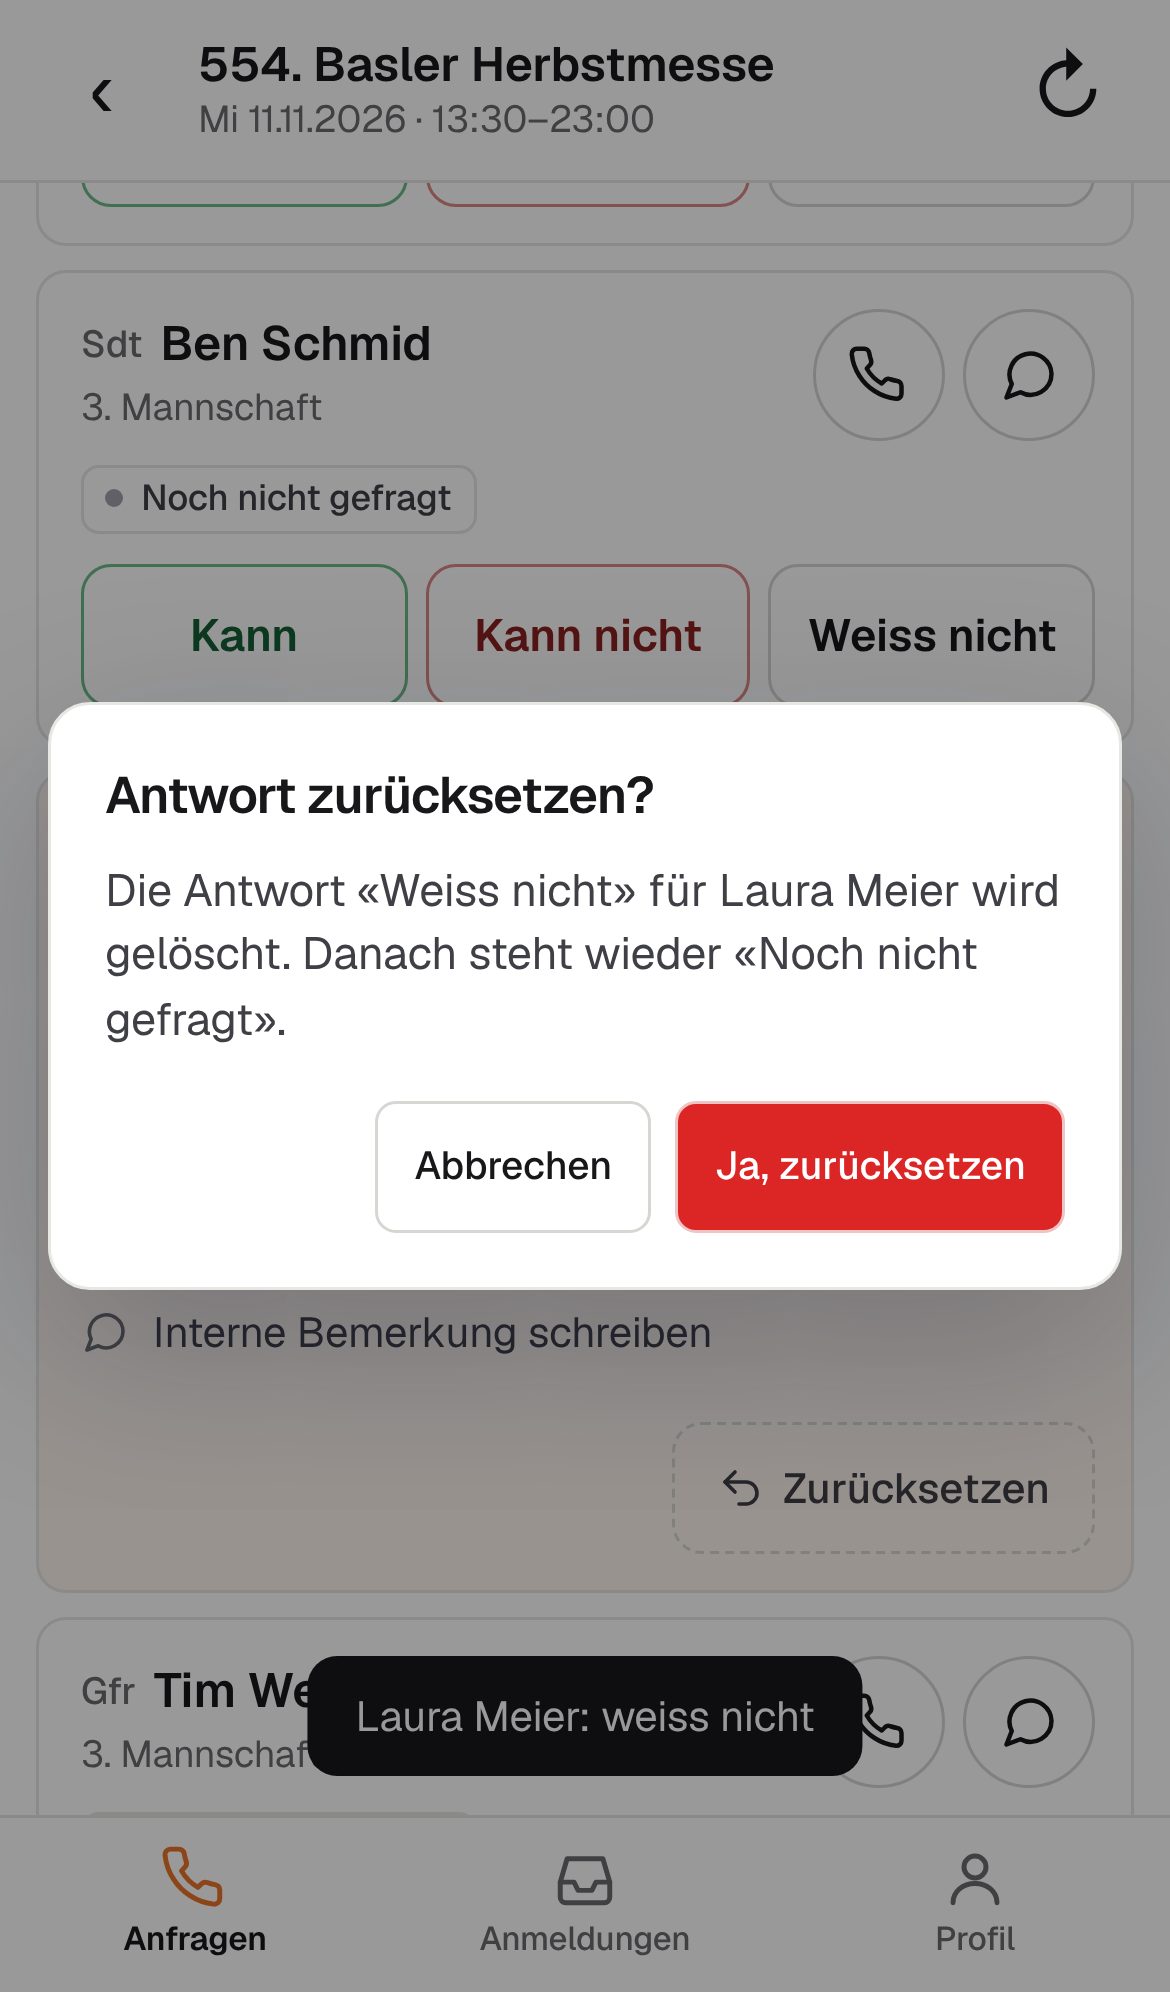 554. Basler Herbstmesse
Mi 11.11.2026 · 13:30–23:00
Sdt Ben Schmid
3. Mannschaft
Noch nicht gefragt
Kann
Kann nicht
Weiss nicht
Antwort zurücksetzen?
Die Antwort «Weiss nicht» für Laura Meier wird
gelöscht. Danach steht wieder «Noch nicht
gefragt».
Abbrechen
Ja, zurücksetzen
Interne Bemerkung schreiben
Zurücksetzen
Gfr Tim
Laura Meier: weiss nicht
3.
Anfragen
Anmeldungen
Profil